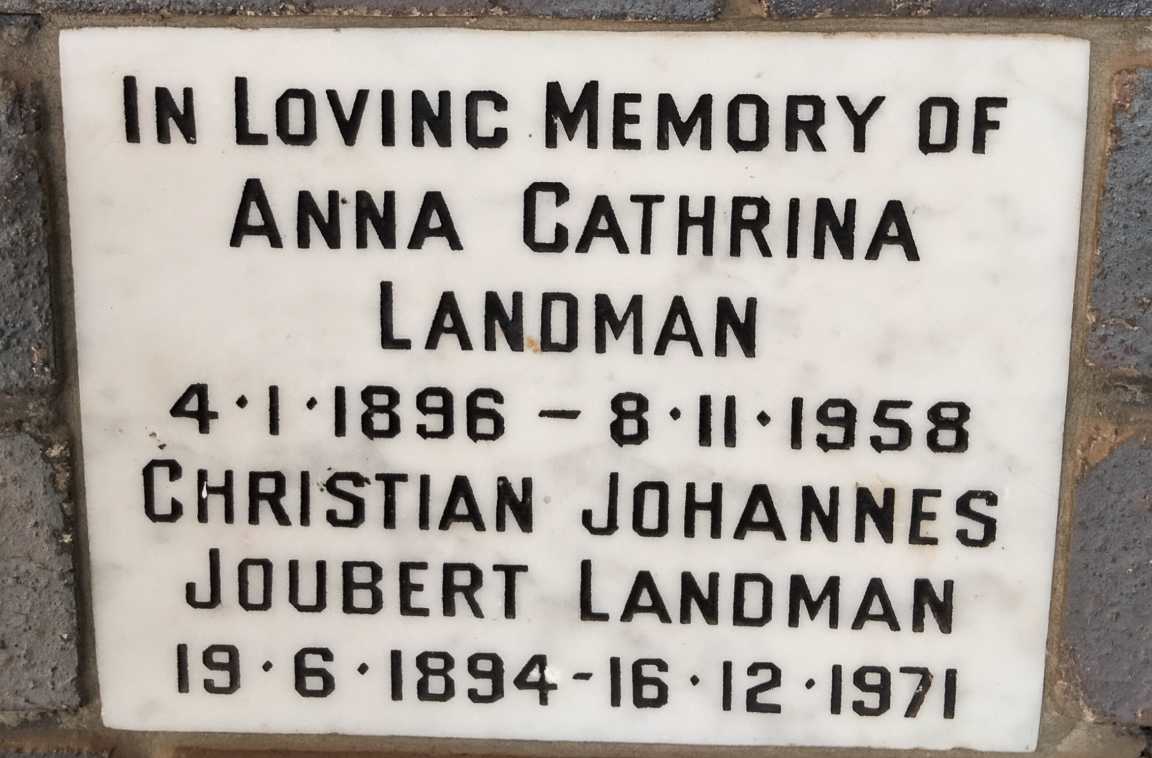 In Loving Memory of
Anna Cathrina
Landman
4·1·1896 – 8·11·1958
Christian Johannes
Joubert Landman
19·6·1894-16·12·1971